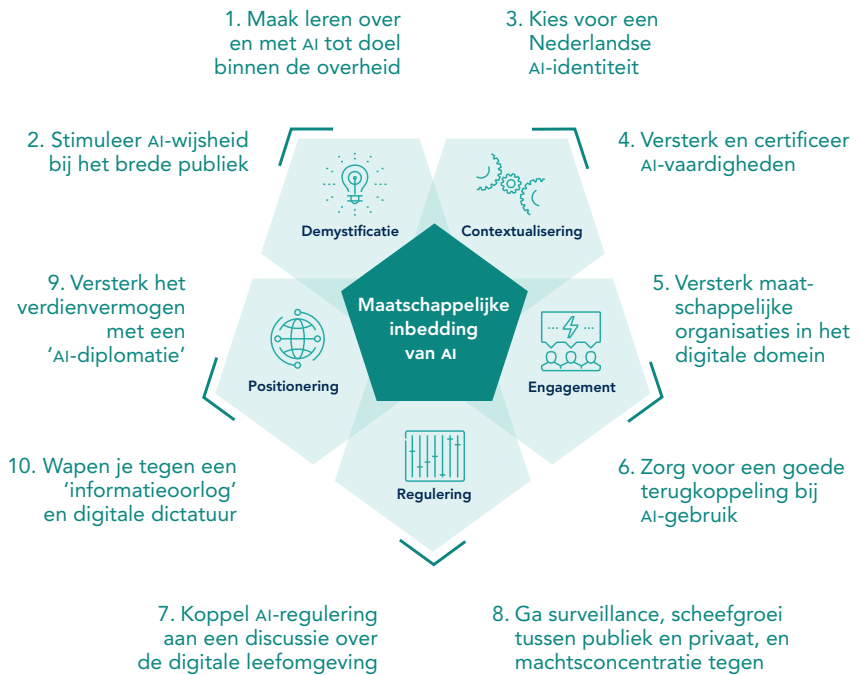 1. Maak leren over
en met AI tot doel
binnen de overheid
3. Kies voor een
Nederlandse
AI-identiteit
2. Stimuleer AI-wijsheid
bij het brede publiek
4. Versterk en certificeer
AI-vaardigheden
Demystificatie
Contextualisering
9. Versterk het
verdienvermogen
met een
‘AI-diplomatie’
Maatschappelijke
inbedding
van AI
5. Versterk maat-
schappelijke
organisaties in het
digitale domein
Positionering
Engagement
10. Wapen je tegen een
‘informatieoorlog’
en digitale dictatuur
Regulering
6. Zorg voor een goede
terugkoppeling bij
AI-gebruik
7. Koppel AI-regulering
aan een discussie over
de digitale leefomgeving
8. Ga surveillance, scheefgroei
tussen publiek en privaat, en
machtsconcentratie tegen